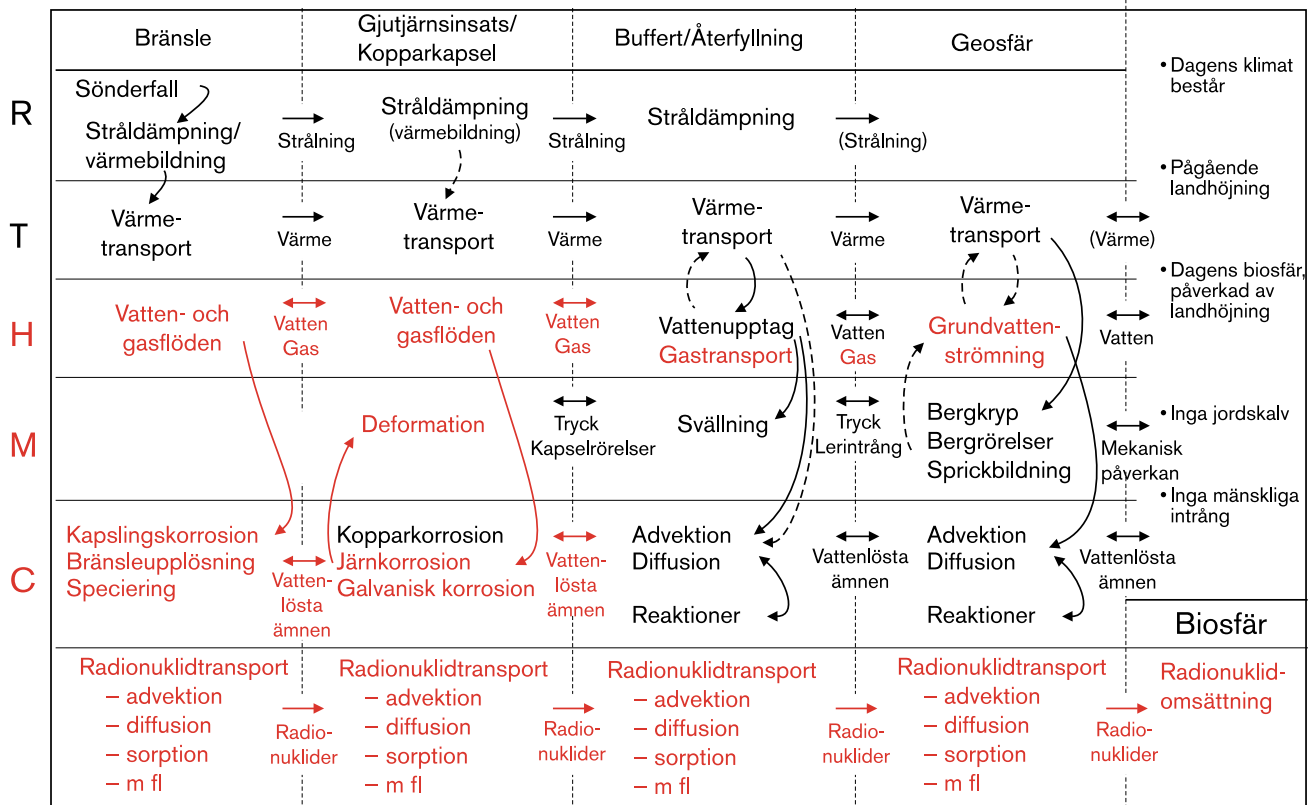 Bränsle
Gjutjärnsinsats/
Kopparkapsel
Buffert/Återfyllning
Geosfär
R
Sönderfall
Stråldämpning/
värmebildning
Strålning
Stråldämpning
(värmebildning)
Strålning
Stråldämpning
(Strålning)
• Dagens klimat
består
T
Värme-
transport
Värme
Värme-
transport
Värme
Värme-
transport
Värme
Värme-
transport
(Värme)
• Pågående
landhöjning
H
Vatten- och
gasflöden
Vatten
Gas
Vatten- och
gasflöden
Vatten
Gas
Vattenupptag
Gastransport
Vatten
Gas
Grundvatten-
strömning
Vatten
• Dagens biosfär,
påverkad av
landhöjning
M
Deformation
Tryck
Kapselrörelser
Svällning
Tryck
Lerintrång
Bergkryp
Bergrörelser
Sprickbildning
Mekanisk
påverkan
• Inga jordskalv
• Inga mänskliga
intrång
C
Kapslingskorrosion
Bränsleupplösning
Speciering
Vatten-
lösta
ämnen
Kopparkorrosion
Järnkorrosion
Galvanisk korrosion
Vatten-
lösta
ämnen
Advektion
Diffusion
Reaktioner
Vattenlösta
ämnen
Advektion
Diffusion
Reaktioner
Vattenlösta
ämnen
Biosfär
Radionuklidtransport
– advektion
– diffusion
– sorption
– m fl
Radio-
nuklider
Radionuklidtransport
– advektion
– diffusion
– sorption
– m fl
Radio-
nuklider
Radionuklidtransport
– advektion
– diffusion
– sorption
– m fl
Radio-
nuklider
Radionuklidtransport
– advektion
– diffusion
– sorption
– m fl
Radio-
nuklider
Radionuklid-
omsättning